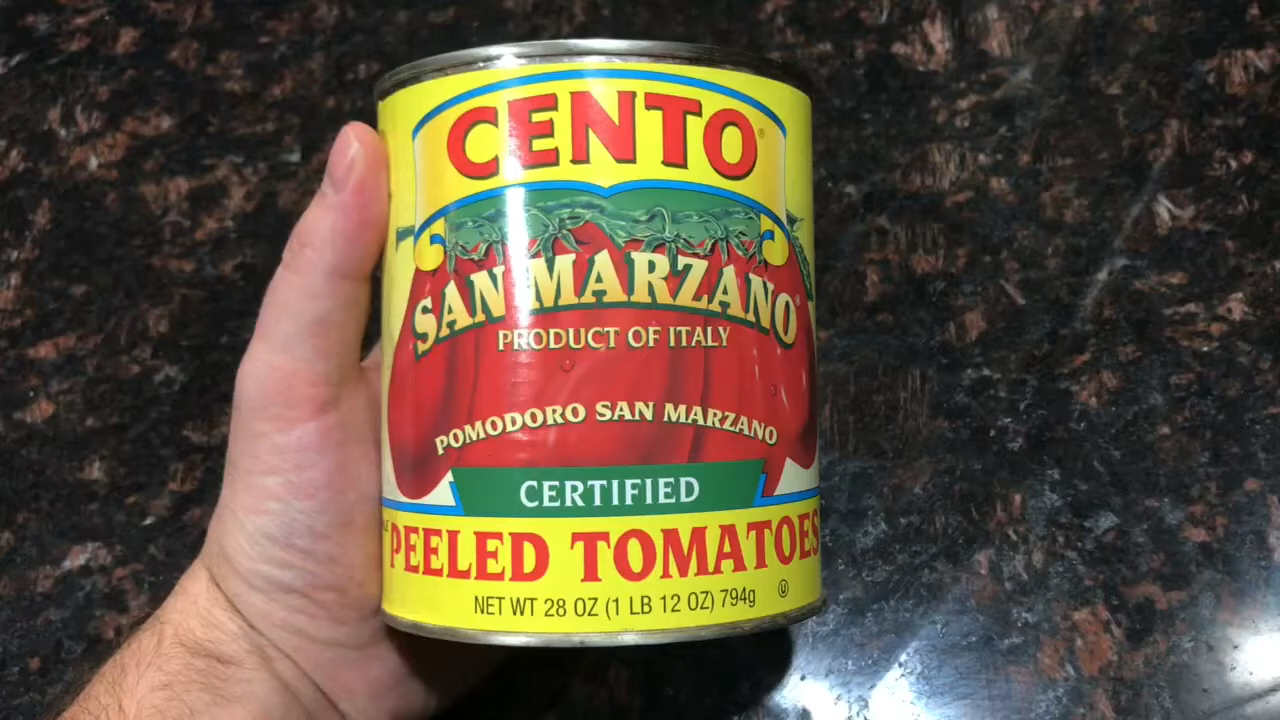 CENTO®
SAN MARZANO®
PRODUCT OF ITALY
POMODORO SAN MARZANO
CERTIFIED
PEELED TOMATOES
NET WT 28 OZ (1 LB 12 OZ) 794g
U